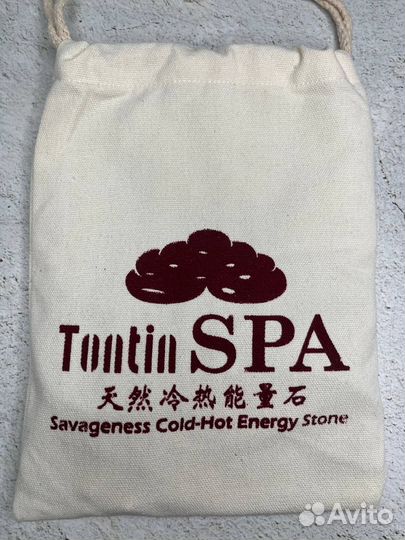 Tontin SPA
天然冷热能量石
Savageness Cold-Hot Energy Stone
Avito